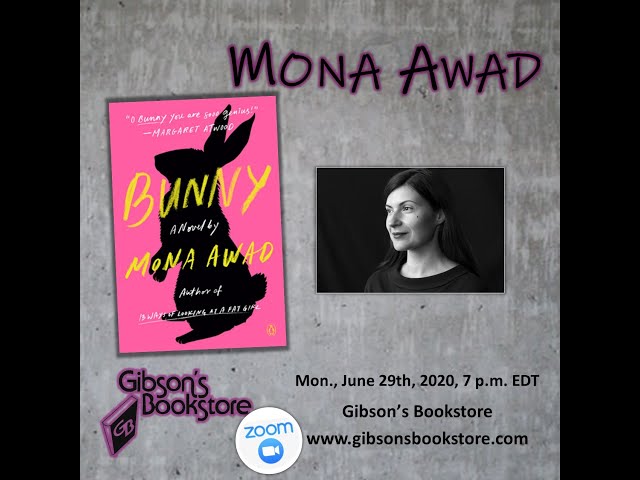 MONA AWAD
"O Bunny you are sooo genius!"
—MARGARET ATWOOD
BUNNY
A Novel by
MONA AWAD
Author of
13 WAYS OF LOOKING AT A FAT GIRL
Gibson's
Bookstore
GB
zoom
Mon., June 29th, 2020, 7 p.m. EDT
Gibson's Bookstore
www.gibsonsbookstore.com